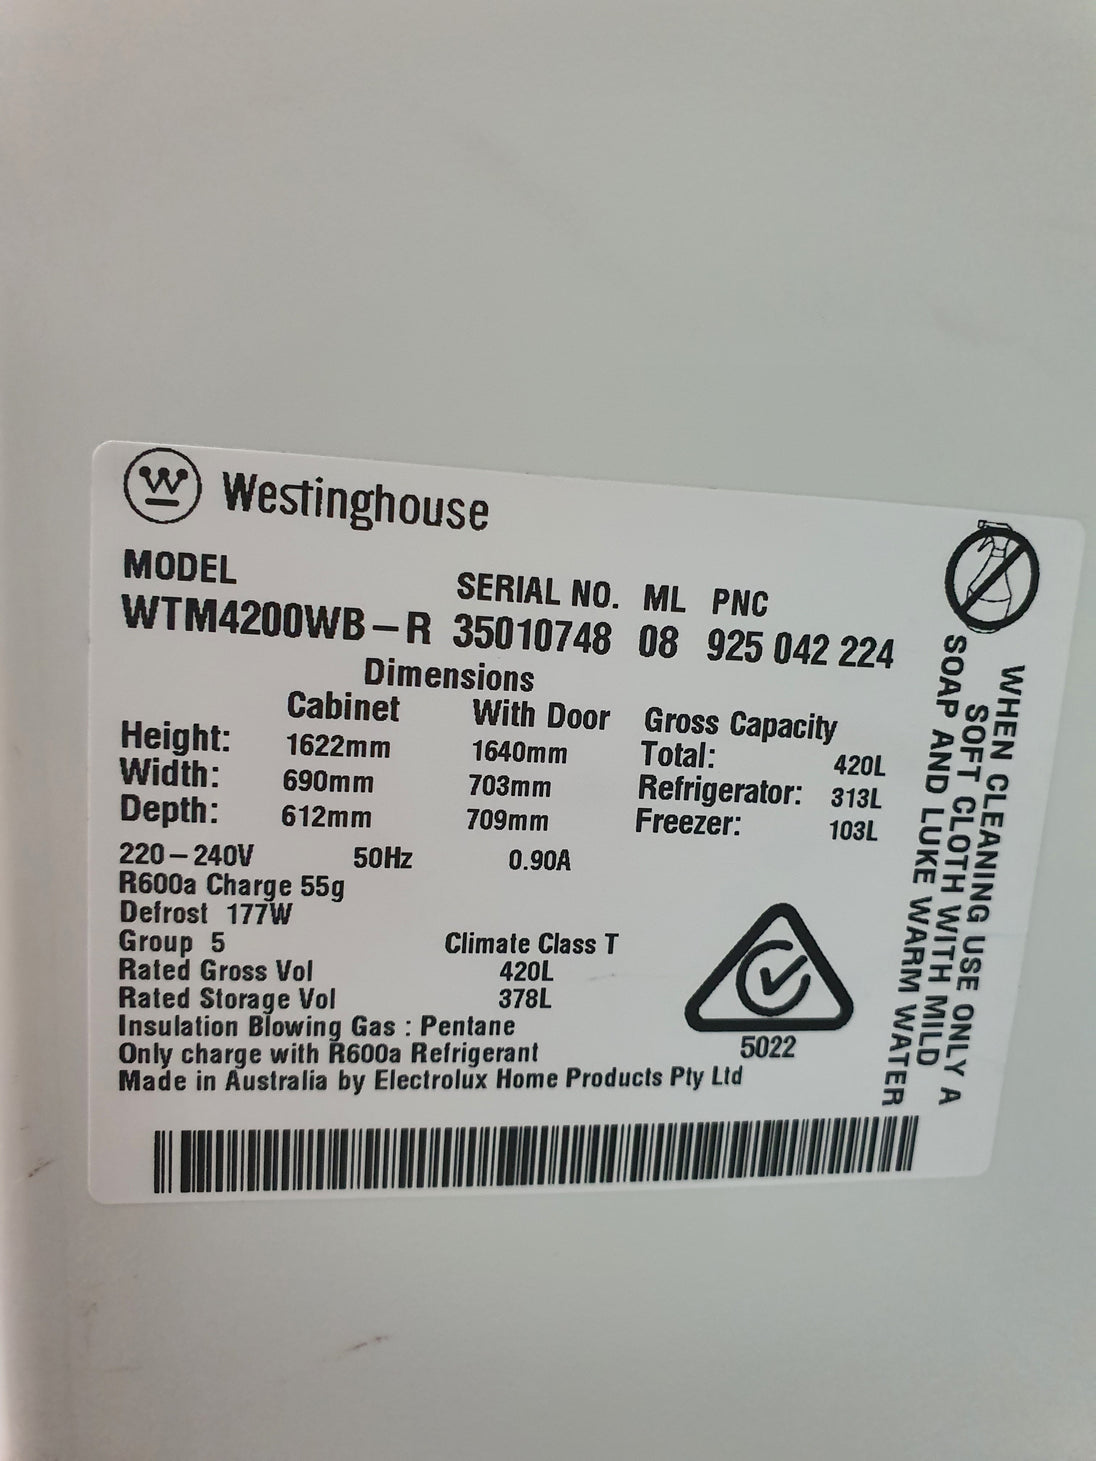 Westinghouse
MODEL SERIAL NO. ML PNC
WTM4200WB-R 35010748 08 925 042 224
Dimensions
Cabinet With Door Gross Capacity
Height: 1622mm 1640mm Total: 420L
Width: 690mm 703mm Refrigerator: 313L
Depth: 612mm 709mm Freezer: 103L
220-240V 50Hz 0.90A
R600a Charge 55g
Defrost 177W
Group 5 Climate Class T
Rated Gross Vol 420L
Rated Storage Vol 378L
Insulation Blowing Gas : Pentane
Only charge with R600a Refrigerant
Made in Australia by Electrolux Home Products Pty Ltd
5022
WHEN CLEANING USE ONLY A
SOFT CLOTH WITH MILD
SOAP AND LUKE WARM WATER